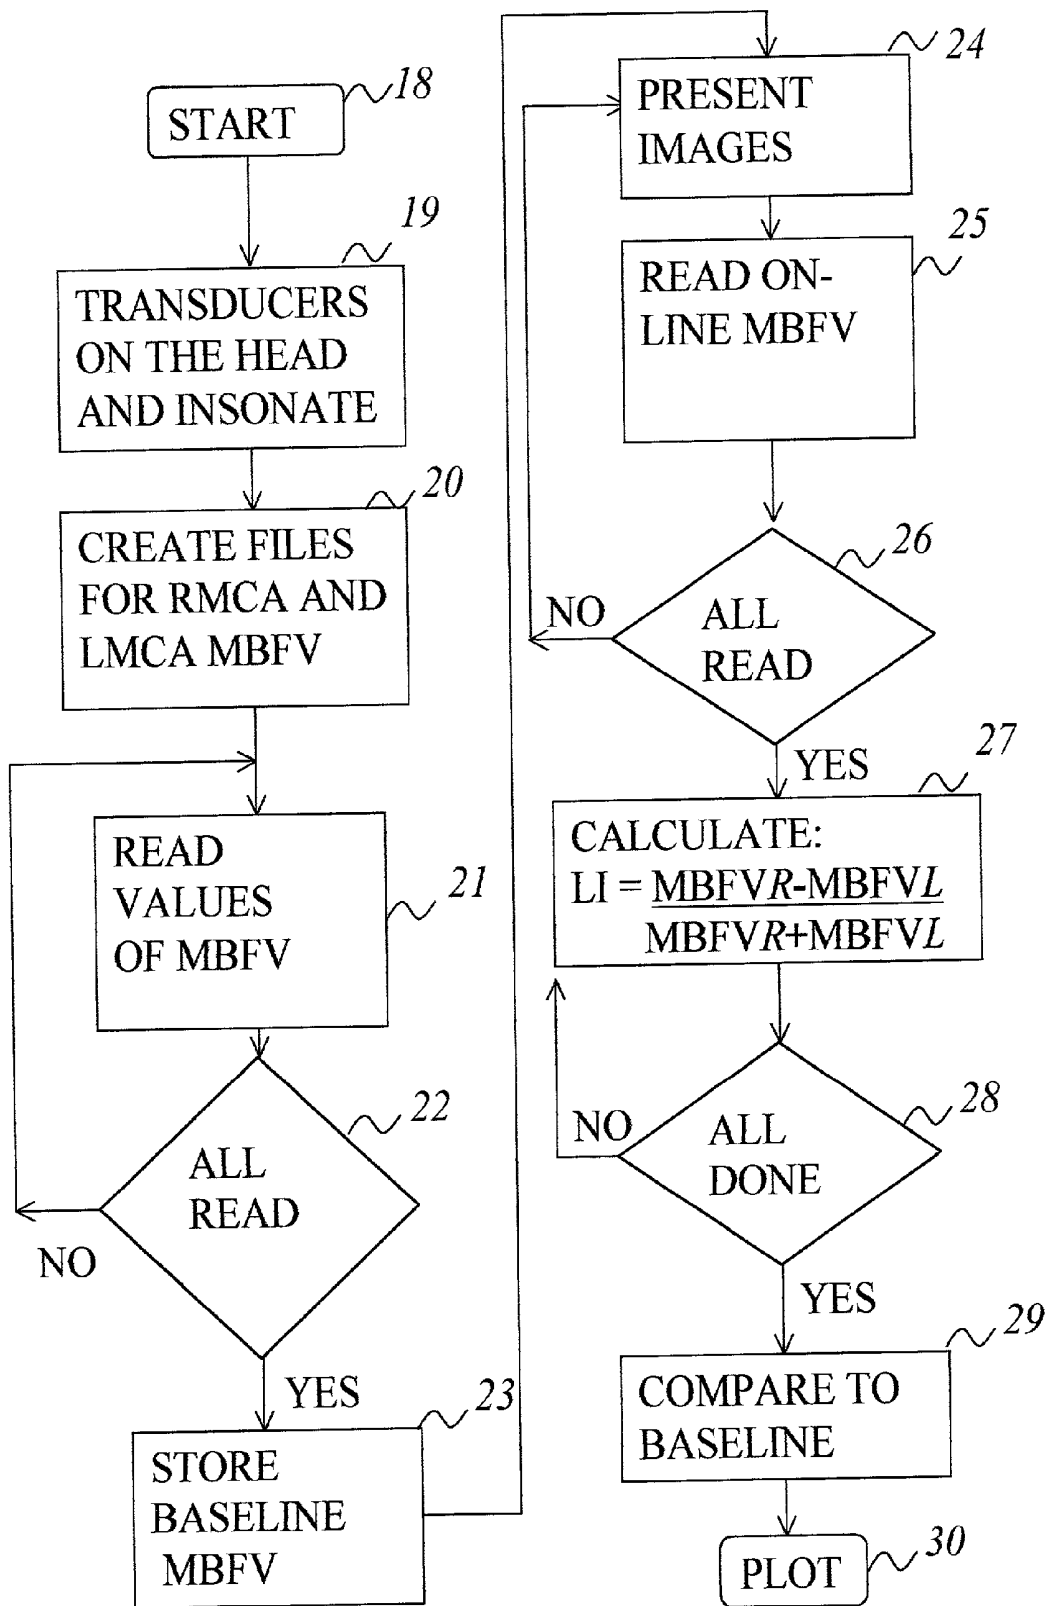 18
START
19
TRANSDUCERS
ON THE HEAD
AND INSONATE
20
CREATE FILES
FOR RMCA AND
LMCA MBFV
READ
VALUES
OF MBFV
21
22
ALL
READ
NO
YES
23
STORE
BASELINE
MBFV
24
PRESENT
IMAGES
25
READ ON-
LINE MBFV
26
ALL
READ
NO
YES
27
CALCULATE:
LI = MBFVR-MBFVL
MBFVR+MBFVL
28
ALL
DONE
NO
YES
29
COMPARE TO
BASELINE
30
PLOT